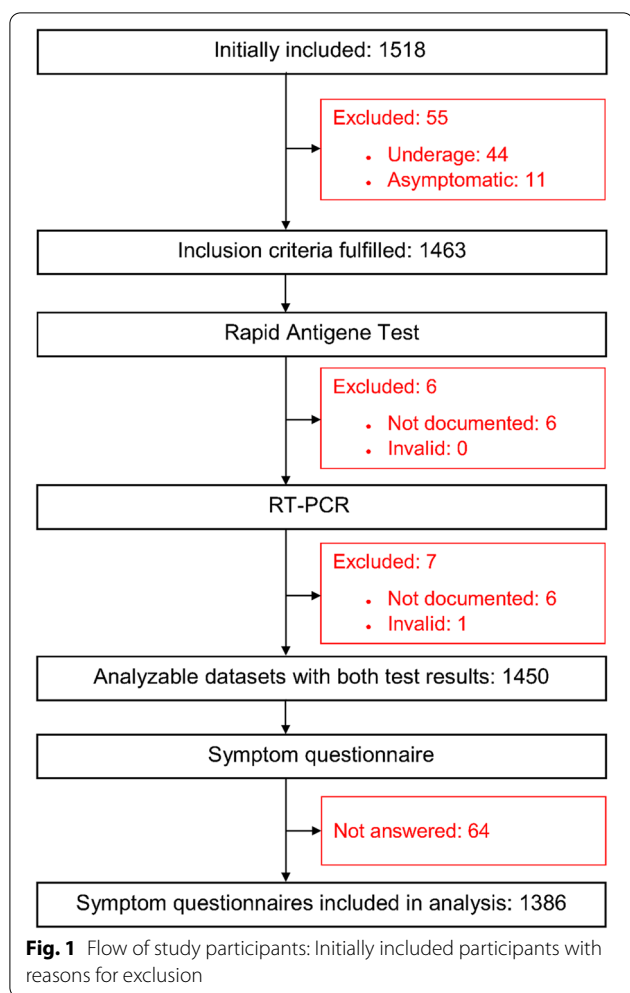 Initially included: 1518
Excluded: 55
• Underage: 44
• Asymptomatic: 11
Inclusion criteria fulfilled: 1463
Rapid Antigene Test
Excluded: 6
• Not documented: 6
• Invalid: 0
RT-PCR
Excluded: 7
• Not documented: 6
• Invalid: 1
Analyzable datasets with both test results: 1450
Symptom questionnaire
Not answered: 64
Symptom questionnaires included in analysis: 1386
Fig. 1 Flow of study participants: Initially included participants with
reasons for exclusion